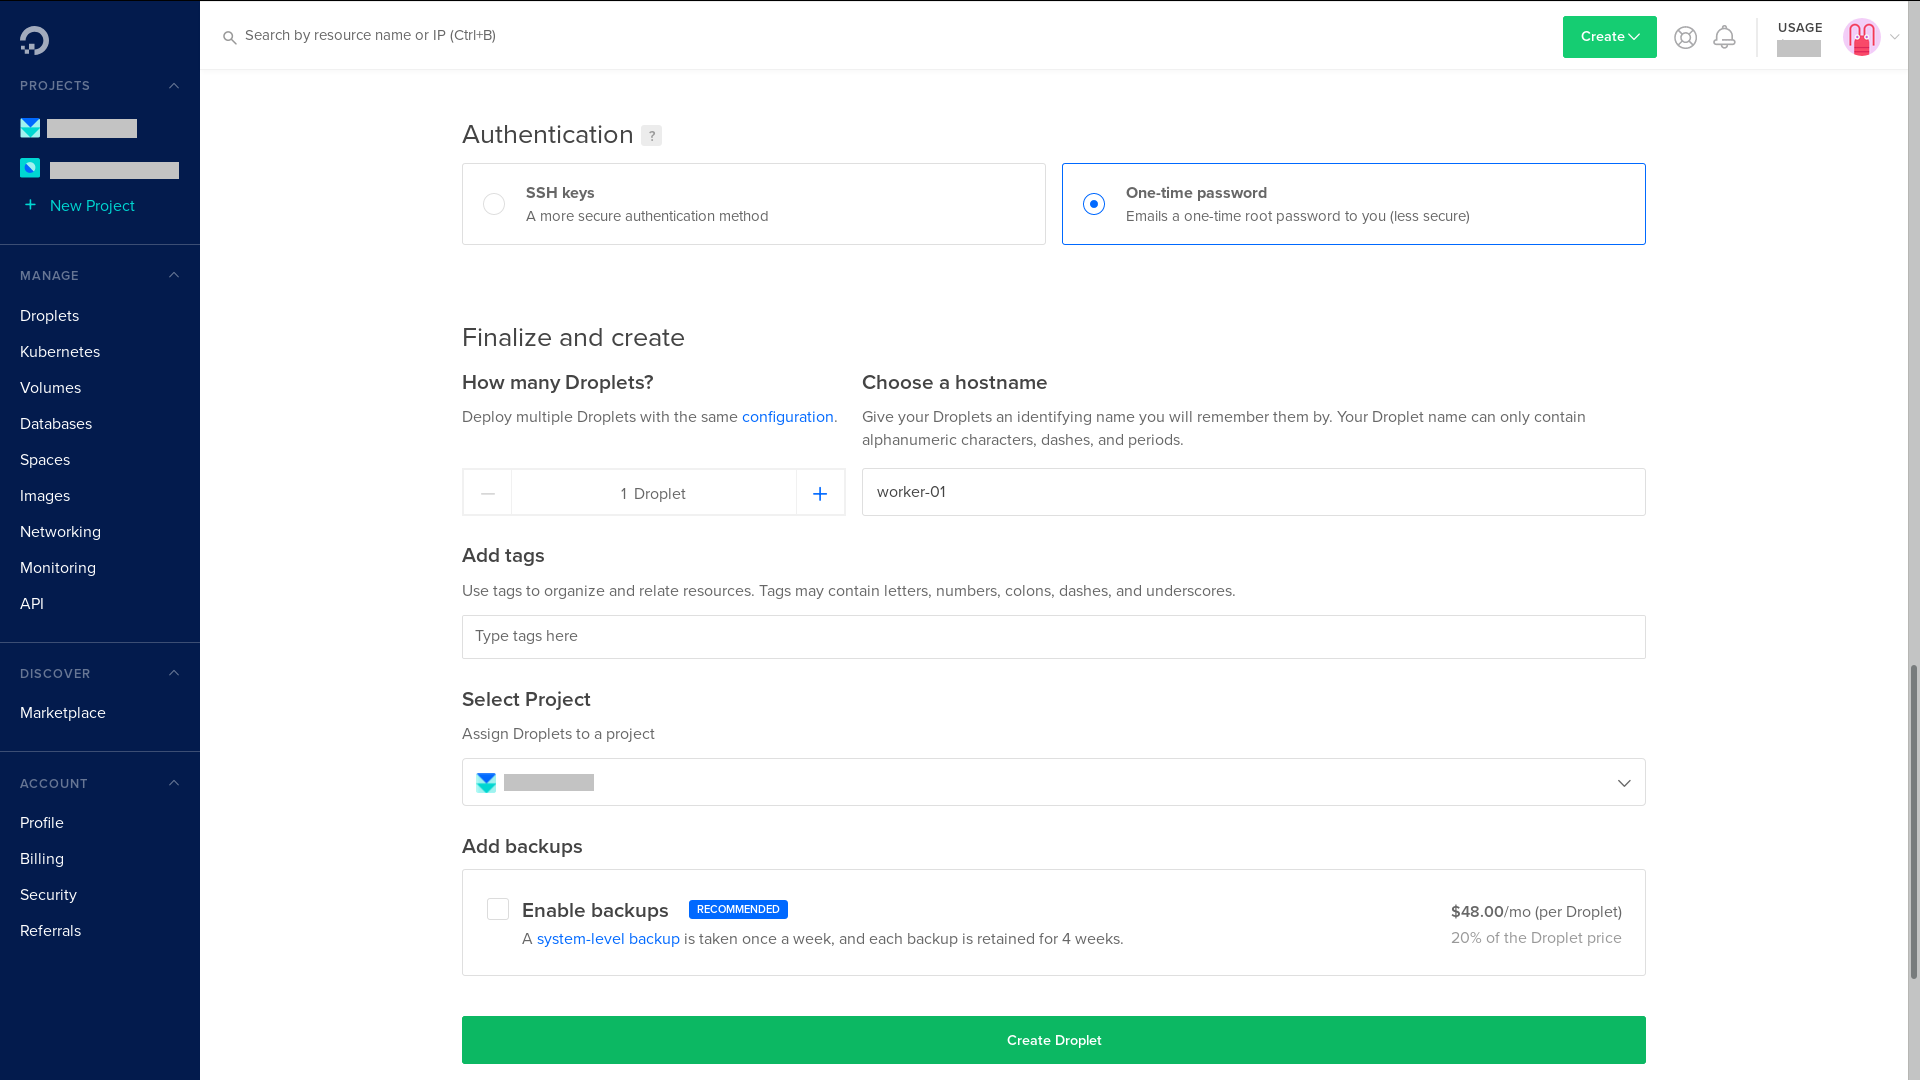 Search by resource name or IP (Ctrl+B)
Create
USAGE
PROJECTS
+ New Project
MANAGE
Droplets
Kubernetes
Volumes
Databases
Spaces
Images
Networking
Monitoring
API
DISCOVER
Marketplace
ACCOUNT
Profile
Billing
Security
Referrals
Authentication ?
SSH keys
A more secure authentication method
One-time password
Emails a one-time root password to you (less secure)
Finalize and create
How many Droplets?
Deploy multiple Droplets with the same configuration.
1 Droplet
Choose a hostname
Give your Droplets an identifying name you will remember them by. Your Droplet name can only contain
alphanumeric characters, dashes, and periods.
worker-01
Add tags
Use tags to organize and relate resources. Tags may contain letters, numbers, colons, dashes, and underscores.
Type tags here
Select Project
Assign Droplets to a project
Add backups
Enable backups RECOMMENDED
A system-level backup is taken once a week, and each backup is retained for 4 weeks.
$48.00/mo (per Droplet)
20% of the Droplet price
Create Droplet